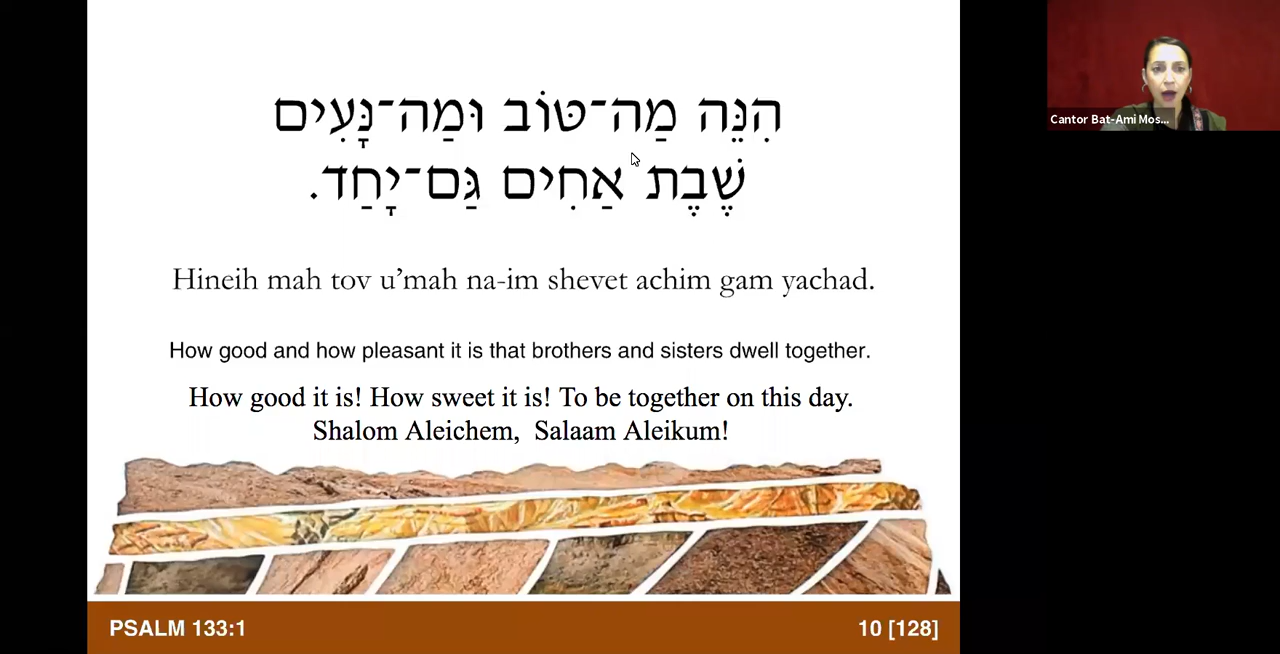 הִנֵּה מַה־טּוֹב וּמַה־נָּעִים
שֶׁבֶת אַחִים גַּם־יָחַד.
Hineih mah tov u’mah na-im shevet achim gam yachad.
How good and how pleasant it is that brothers and sisters dwell together.
How good it is! How sweet it is! To be together on this day.
Shalom Aleichem, Salaam Aleikum!
PSALM 133:1
10 [128]
Cantor Bat-Ami Mos...